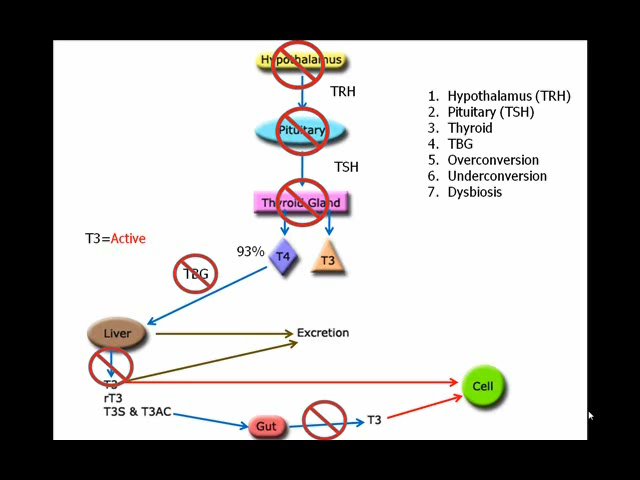 Hypothalamus
TRH
Pituitary
TSH
Thyroid Gland
T4
T3
93%
T3=Active
TBG
Liver
Excretion
T3
rT3
T3S & T3AC
Gut
T3
Cell
1. Hypothalamus (TRH)
2. Pituitary (TSH)
3. Thyroid
4. TBG
5. Overconversion
6. Underconversion
7. Dysbiosis